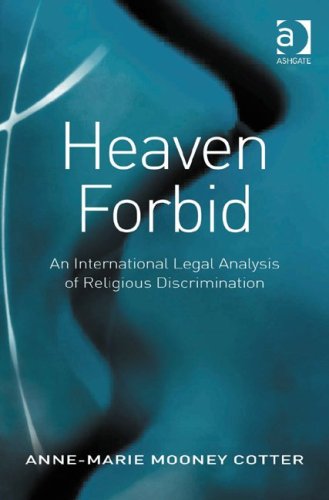 a
ASHGATE
Heaven
Forbid
An International Legal Analysis
of Religious Discrimination
ANNE-MARIE MOONEY COTTER